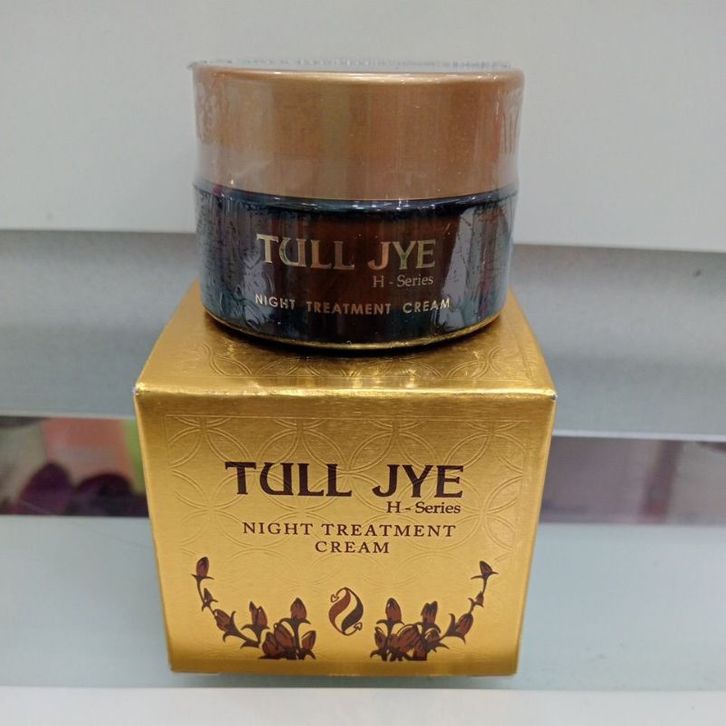 TULL JYE
H - Series
NIGHT TREATMENT CREAM
TULL JYE
H - Series
NIGHT TREATMENT
CREAM